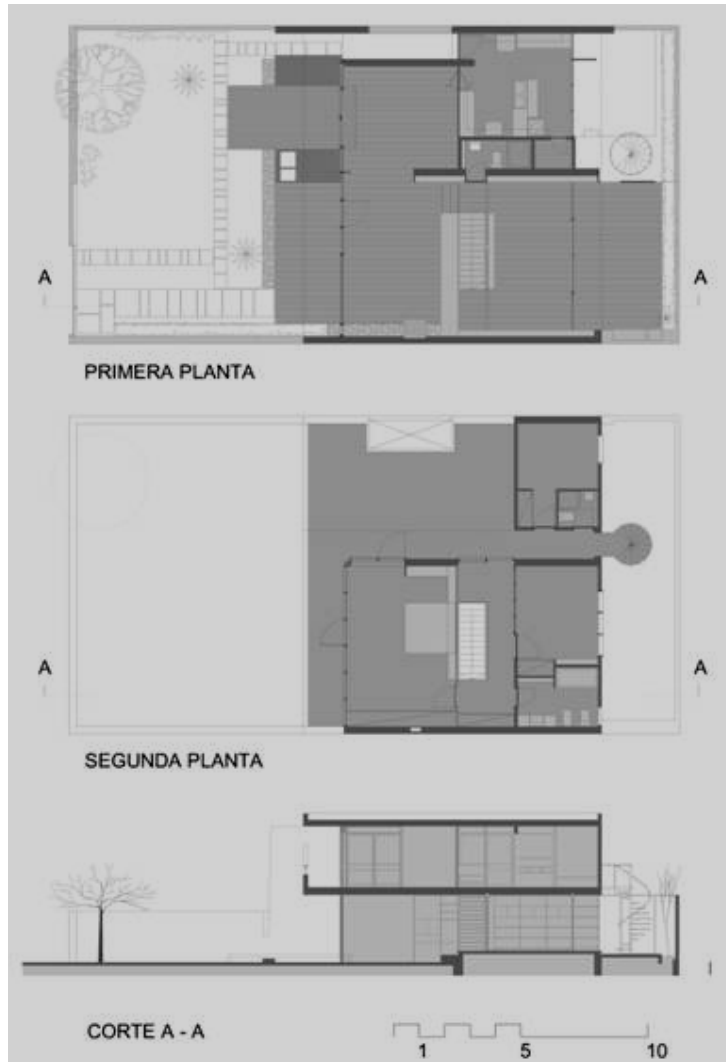 A A
PRIMERA PLANTA
A A
SEGUNDA PLANTA
CORTE A - A
1 5 10